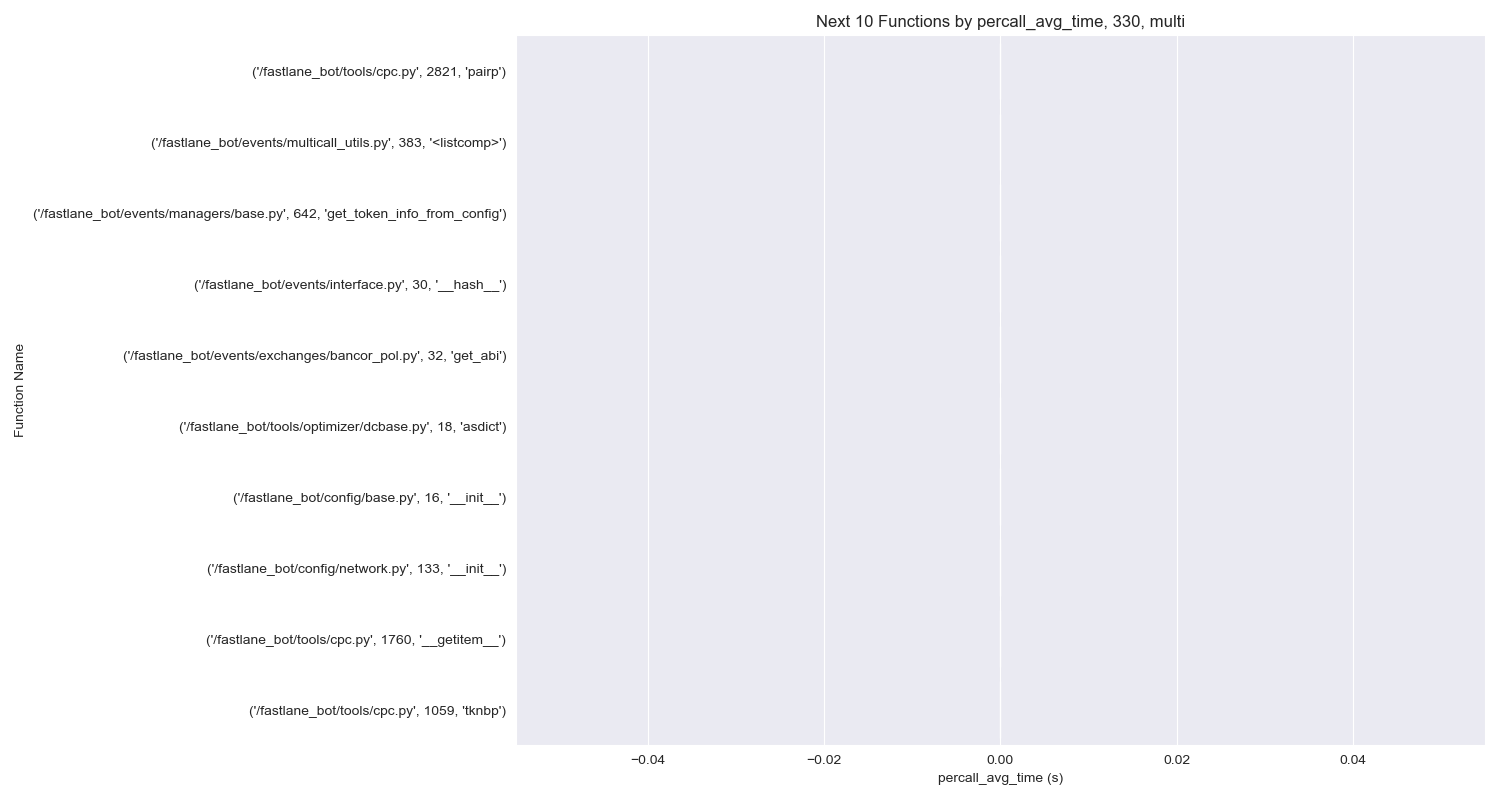 Next 10 Functions by percall_avg_time, 330, multi
('/fastlane_bot/tools/cpc.py', 2821, 'pairp')
('/fastlane_bot/events/multicall_utils.py', 383, '<listcomp>')
('/fastlane_bot/events/managers/base.py', 642, 'get_token_info_from_config')
('/fastlane_bot/events/interface.py', 30, '__hash__')
('/fastlane_bot/events/exchanges/bancor_pol.py', 32, 'get_abi')
('/fastlane_bot/tools/optimizer/dcbase.py', 18, 'asdict')
('/fastlane_bot/config/base.py', 16, '__init__')
('/fastlane_bot/config/network.py', 133, '__init__')
('/fastlane_bot/tools/cpc.py', 1760, '__getitem__')
('/fastlane_bot/tools/cpc.py', 1059, 'tknbp')
Function Name
−0.04 −0.02 0.00 0.02 0.04
percall_avg_time (s)